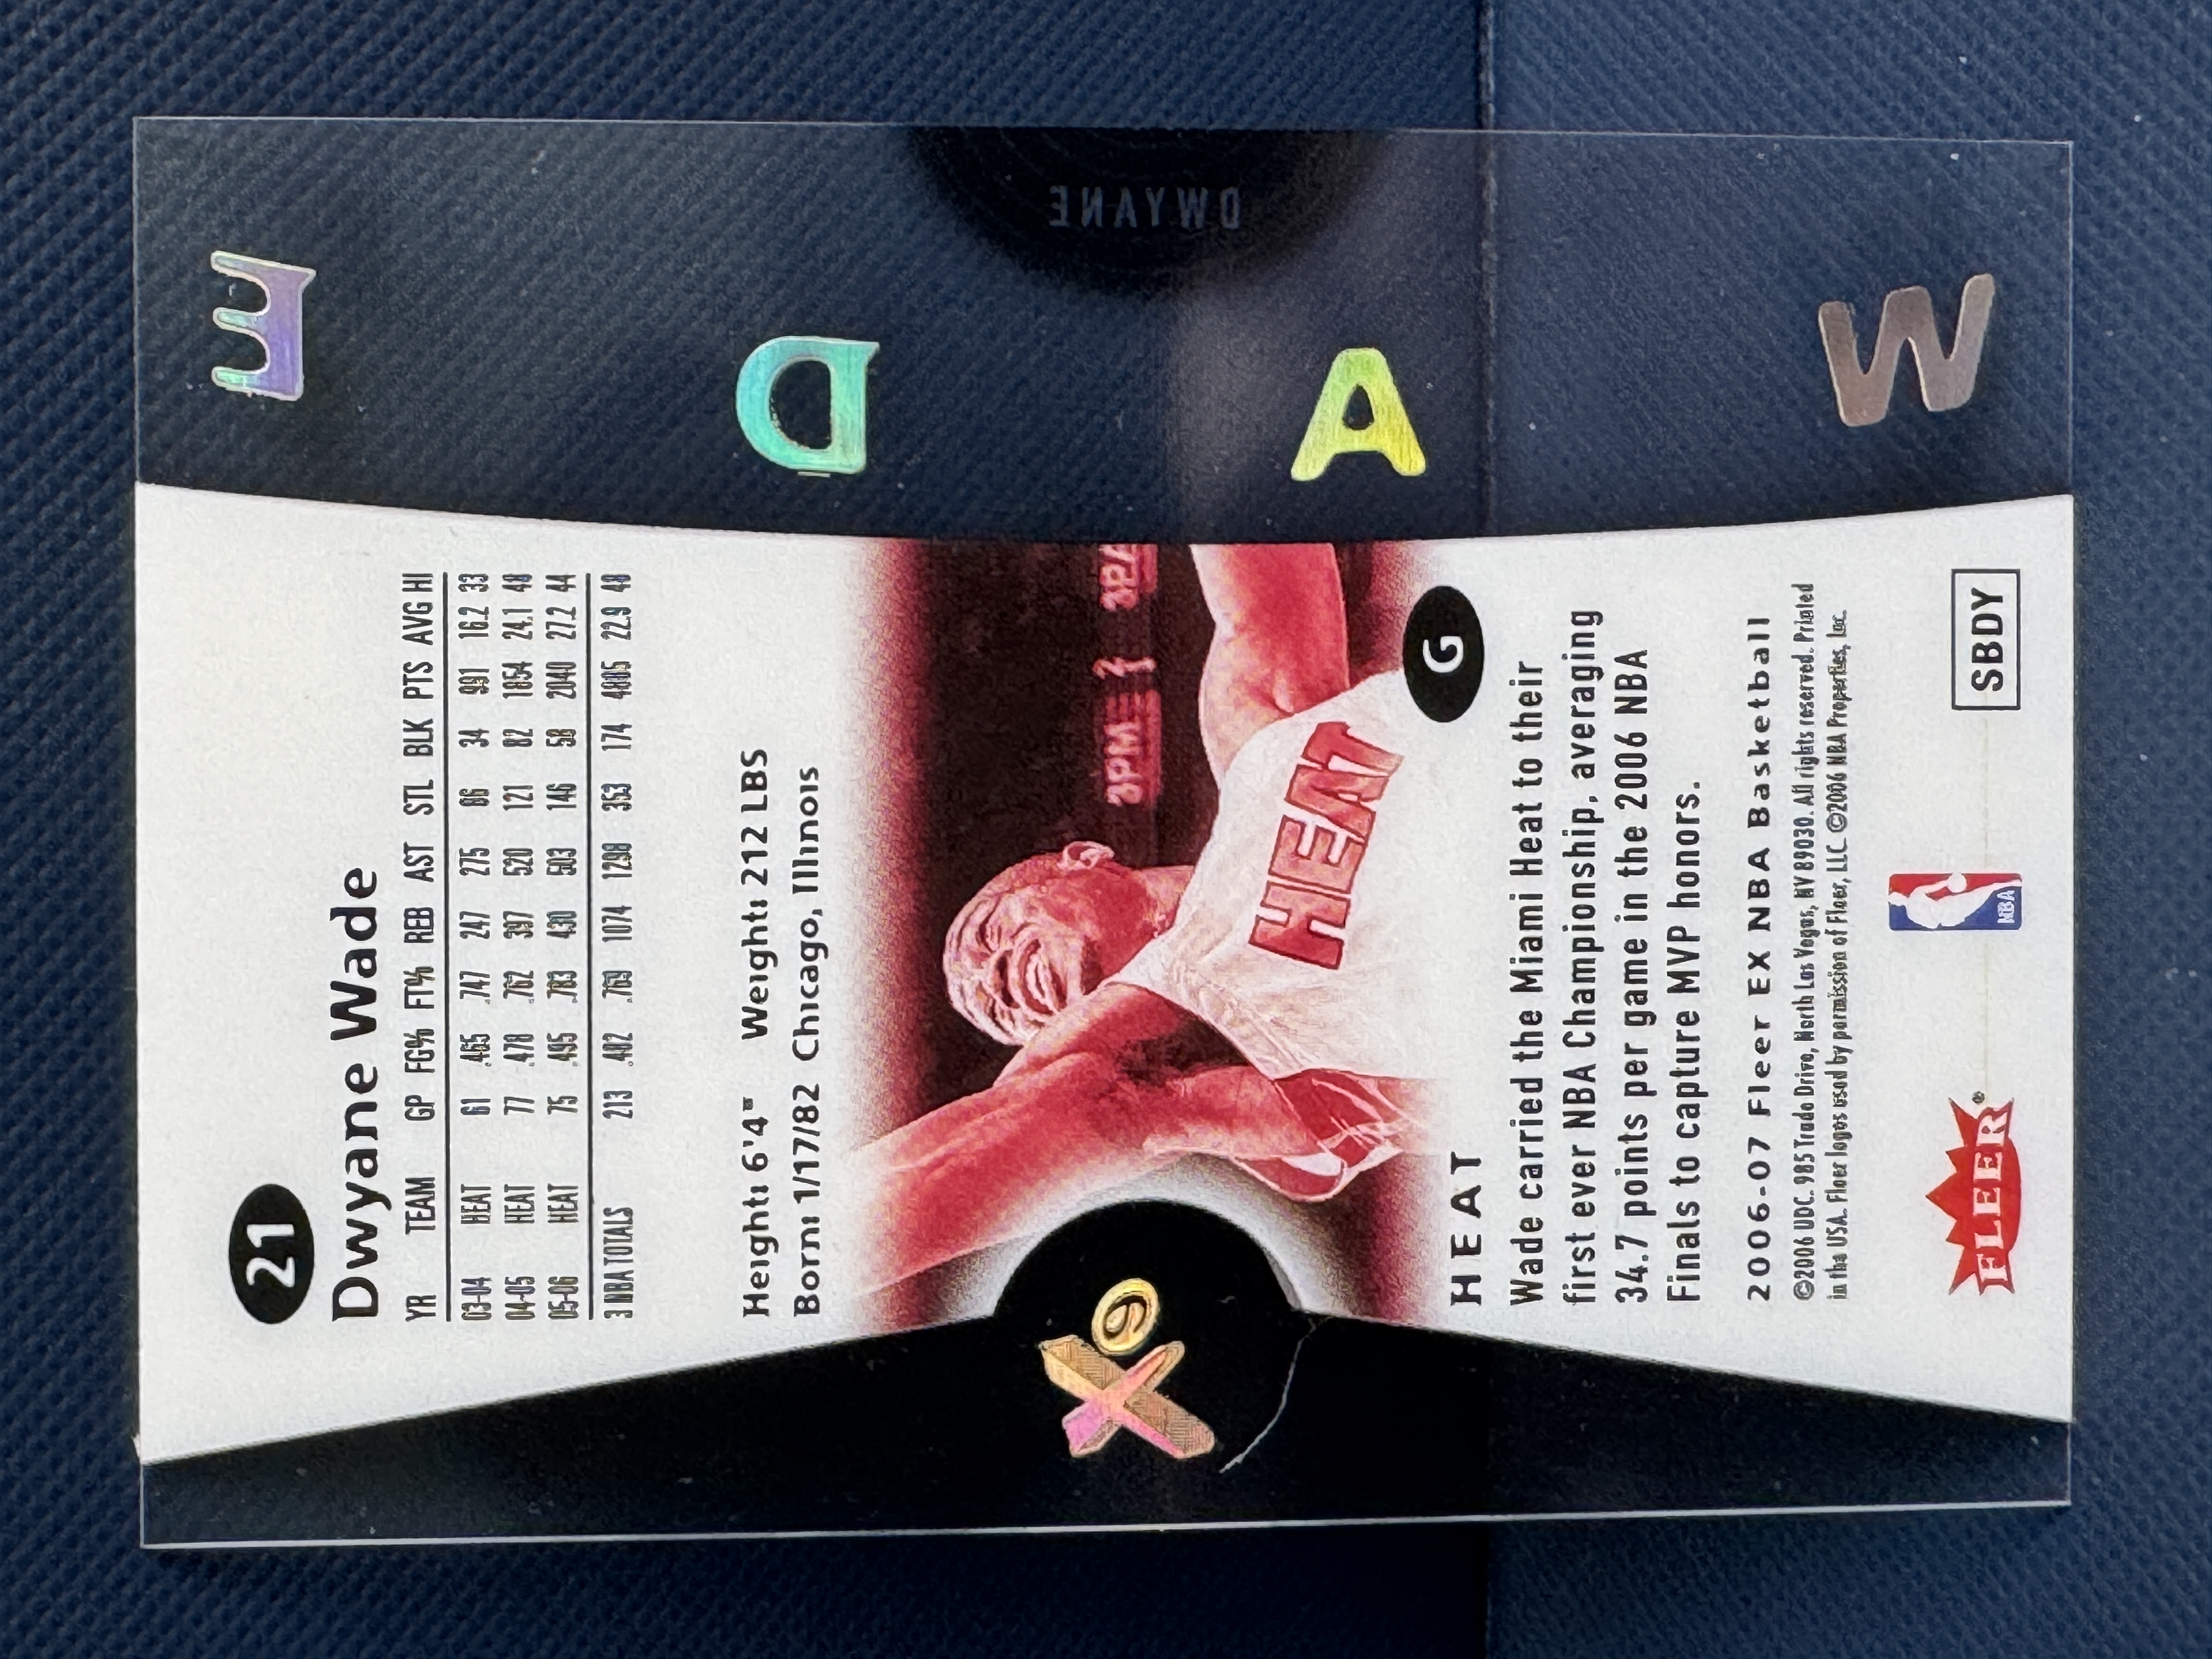 21
Dwyane Wade
YR TEAM GP FG% FT% REB AST STL BLK PTS AVG HI
03-04 HEAT 61 .465 .747 247 275 86 34 991 16.2 33
04-05 HEAT 77 .478 .762 397 520 121 82 1854 24.1 48
05-06 HEAT 75 .495 .783 430 503 146 58 2040 27.2 44
3 NBA TOTALS 213 .482 .769 1074 1298 353 174 4885 22.9 48
Height: 6'4" Weight: 212 LBS
Born: 1/17/82 Chicago, Illinois
HEAT
HEAT G
Wade carried the Miami Heat to their
first ever NBA Championship, averaging
34.7 points per game in the 2006 NBA
Finals to capture MVP honors.
2006-07 Fleer EX NBA Basketball
©2006 UDC. 985 Trade Drive, North Las Vegas, NV 89030. All rights reserved. Printed
in the USA. Fleer logos used by permission of Fleer, LLC. ©2006 NBA Properties, Inc.
FLEER®
NBA
SBDY
DWYANE
WADE